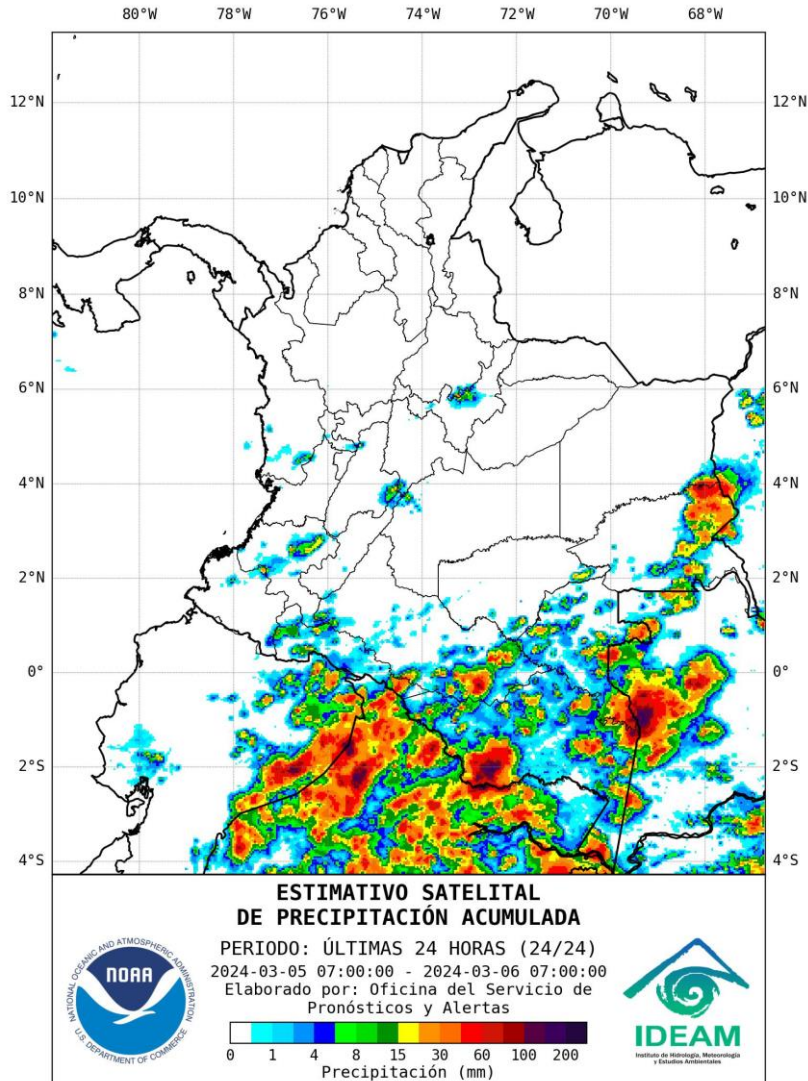 80°W 78°W 76°W 74°W 72°W 70°W 68°W
12°N 12°N
10°N 10°N
8°N 8°N
6°N 6°N
4°N 4°N
2°N 2°N
0° 0°
2°S 2°S
4°S 4°S
ESTIMATIVO SATELITAL
DE PRECIPITACIÓN ACUMULADA
PERIODO: ÚLTIMAS 24 HORAS (24/24)
2024-03-05 07:00:00 - 2024-03-06 07:00:00
Elaborado por: Oficina del Servicio de
Pronósticos y Alertas
0 1 4 8 15 30 60 100 200
Precipitación (mm)
NATIONAL OCEANIC AND ATMOSPHERIC ADMINISTRATION
NOAA
U.S. DEPARTMENT OF COMMERCE
IDEAM
Instituto de Hidrología, Meteorología
y Estudios Ambientales